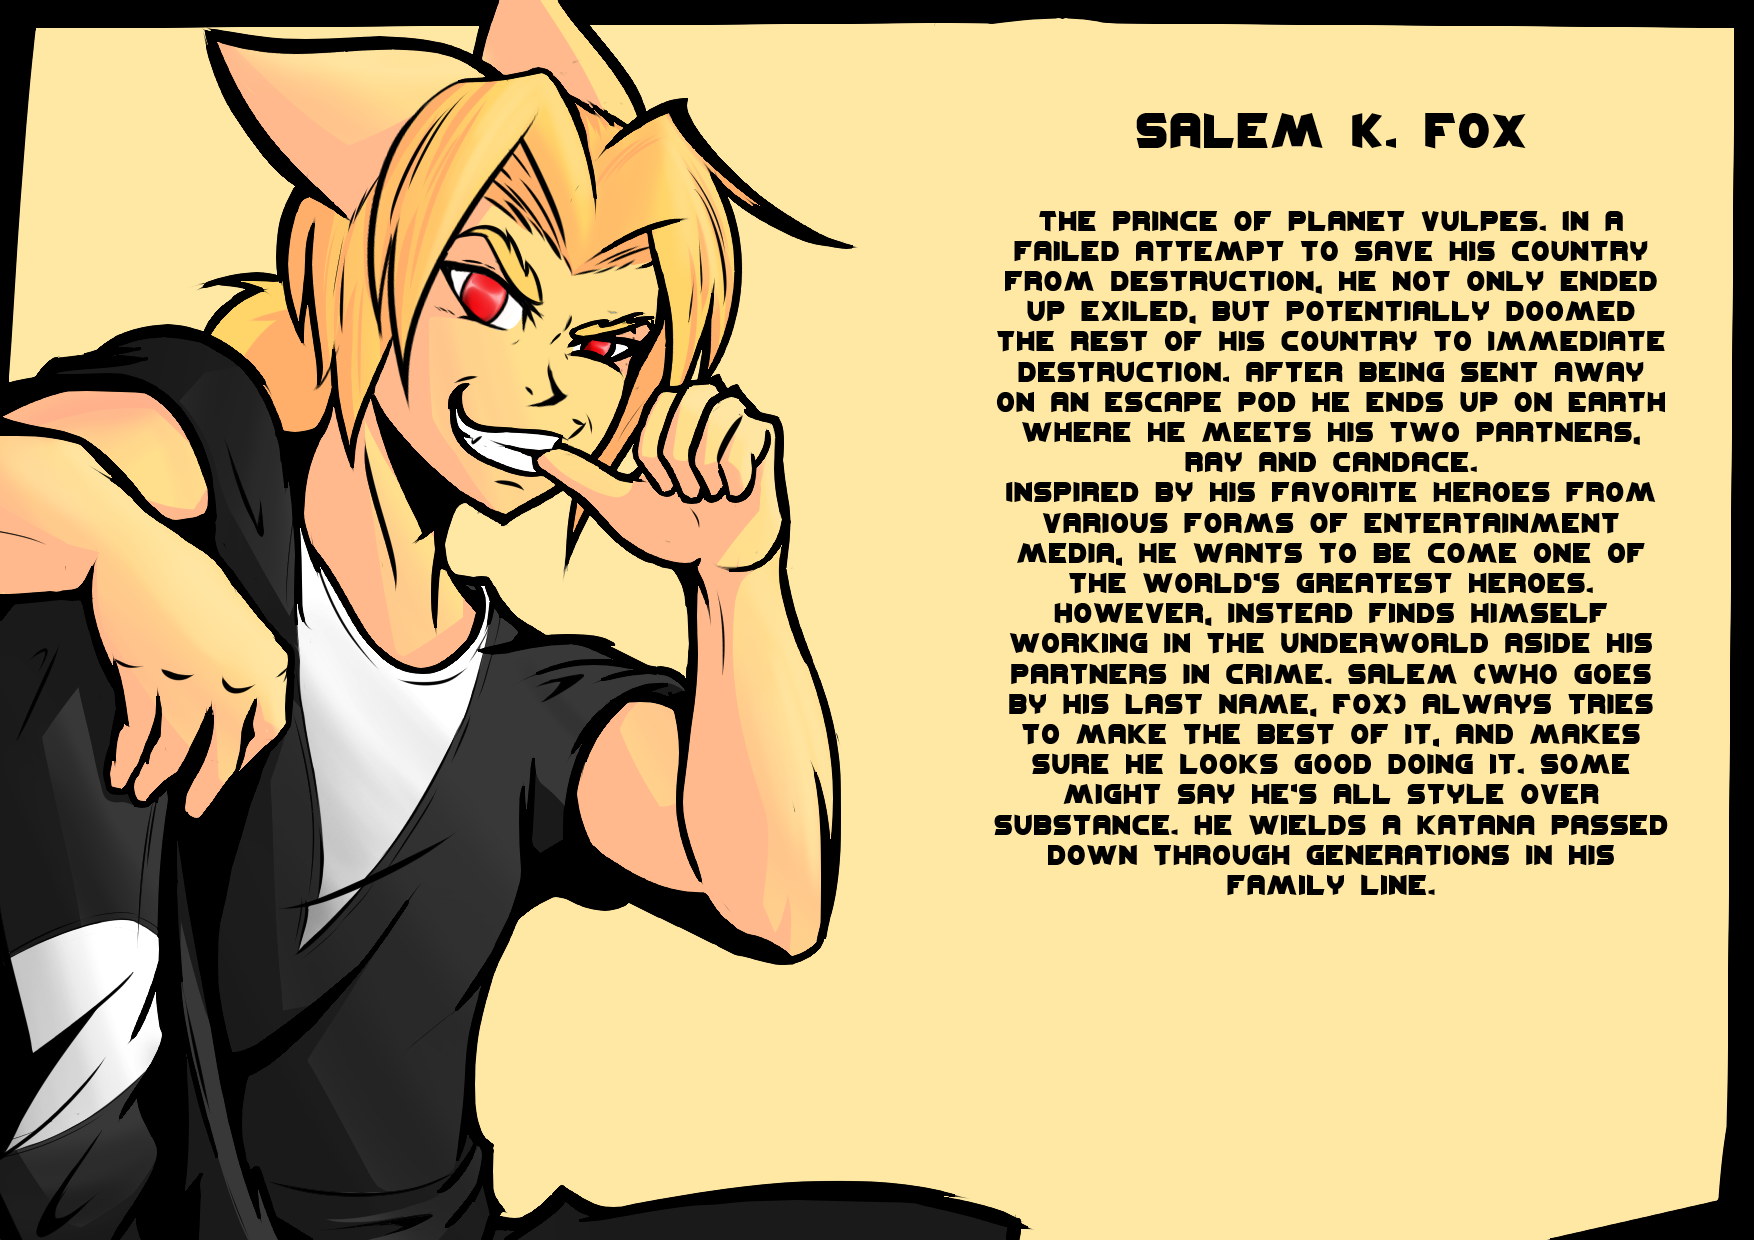 SALEM K. FOX
THE PRINCE OF PLANET VULPES. IN A
FAILED ATTEMPT TO SAVE HIS COUNTRY
FROM DESTRUCTION, HE NOT ONLY ENDED
UP EXILED, BUT POTENTIALLY DOOMED
THE REST OF HIS COUNTRY TO IMMEDIATE
DESTRUCTION. AFTER BEING SENT AWAY
ON AN ESCAPE POD HE ENDS UP ON EARTH
WHERE HE MEETS HIS TWO PARTNERS,
RAY AND CANDACE.
INSPIRED BY HIS FAVORITE HEROES FROM
VARIOUS FORMS OF ENTERTAINMENT
MEDIA, HE WANTS TO BE COME ONE OF
THE WORLD'S GREATEST HEROES.
HOWEVER, INSTEAD FINDS HIMSELF
WORKING IN THE UNDERWORLD ASIDE HIS
PARTNERS IN CRIME. SALEM (WHO GOES
BY HIS LAST NAME, FOX) ALWAYS TRIES
TO MAKE THE BEST OF IT, AND MAKES
SURE HE LOOKS GOOD DOING IT. SOME
MIGHT SAY HE'S ALL STYLE OVER
SUBSTANCE. HE WIELDS A KATANA PASSED
DOWN THROUGH GENERATIONS IN HIS
FAMILY LINE.